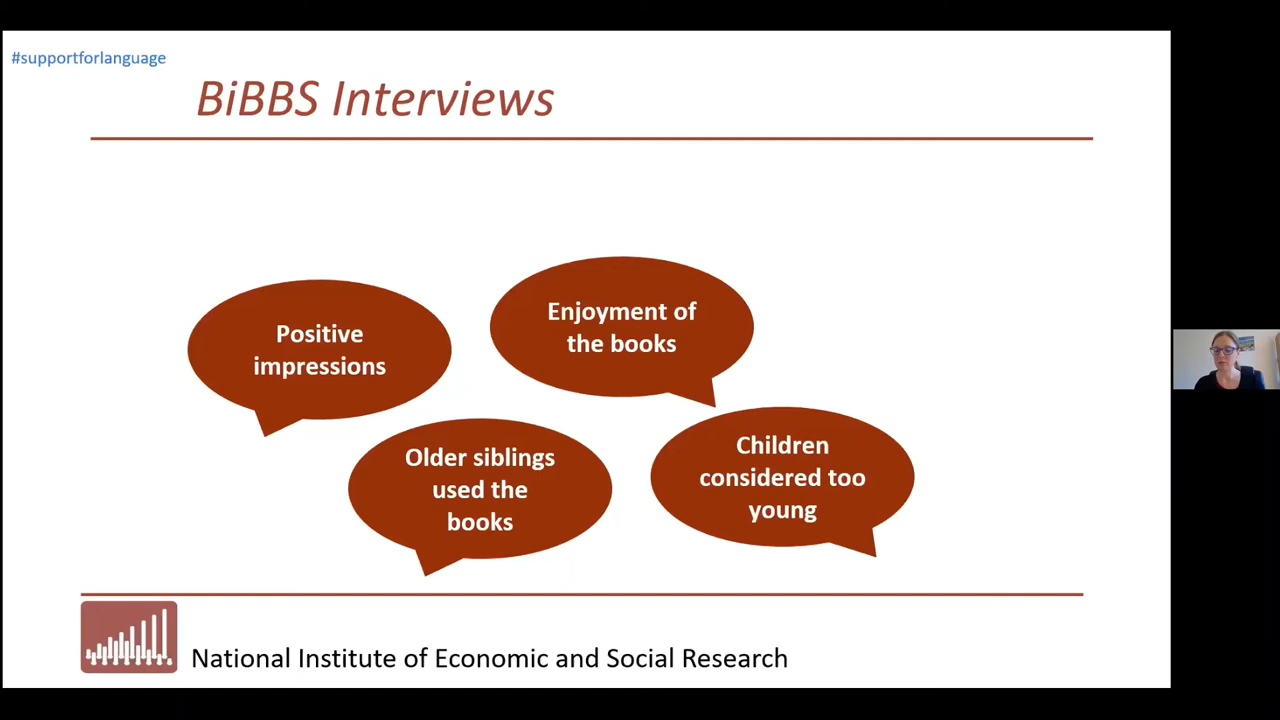 #supportforlanguage
BiBBS Interviews
Positive
impressions
Enjoyment of
the books
Older siblings
used the
books
Children
considered too
young
National Institute of Economic and Social Research